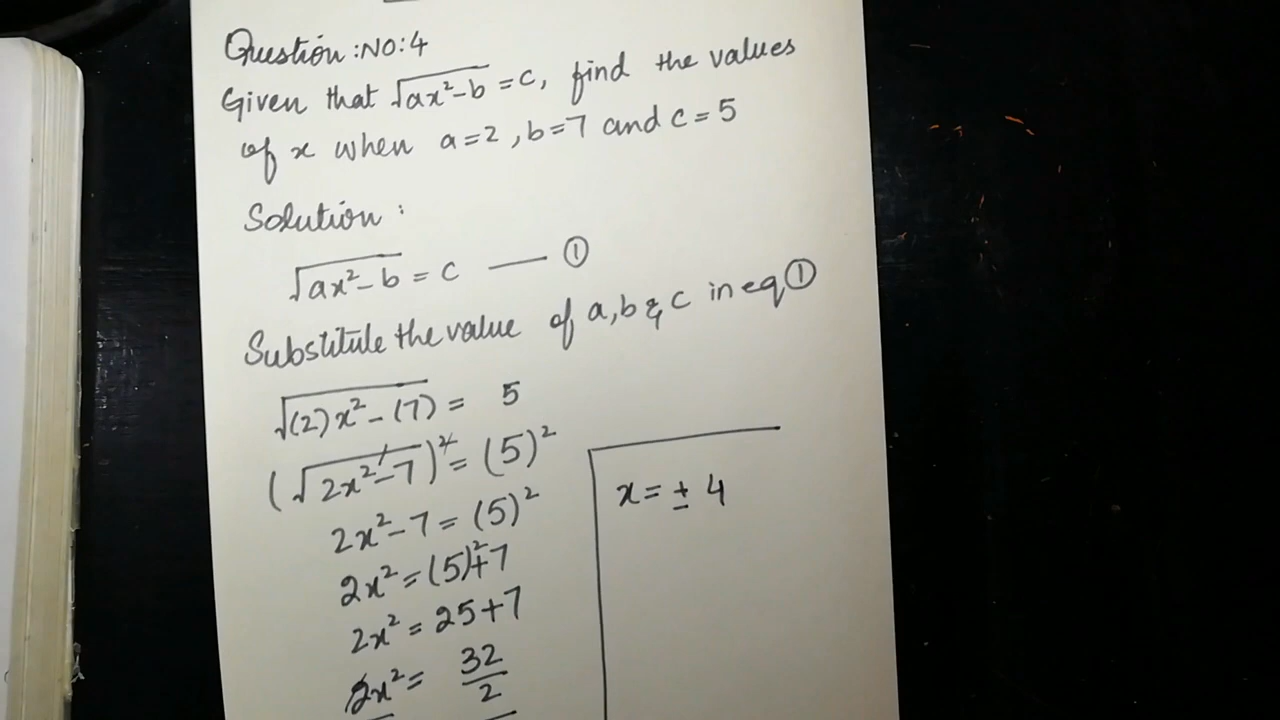 Question:NO:4
Given that √ax²-b = c, find the values
of x when a=2, b=7 and c=5
Solution:
√ax²-b = c —— ①
Substitute the value of a,b & c in eq ①
√(2)x²-(7) = 5
(√2x²-7)² = (5)²
2x²-7 = (5)²
2x² = (5)²+7
2x² = 25+7
2x² = 32/2
x = ± 4